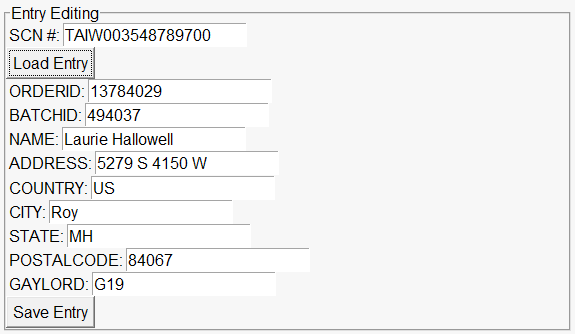 Entry Editing
SCN #: TAIW003548789700
Load Entry
ORDERID: 13784029
BATCHID: 494037
NAME: Laurie Hallowell
ADDRESS: 5279 S 4150 W
COUNTRY: US
CITY: Roy
STATE: MH
POSTALCODE: 84067
GAYLORD: G19
Save Entry